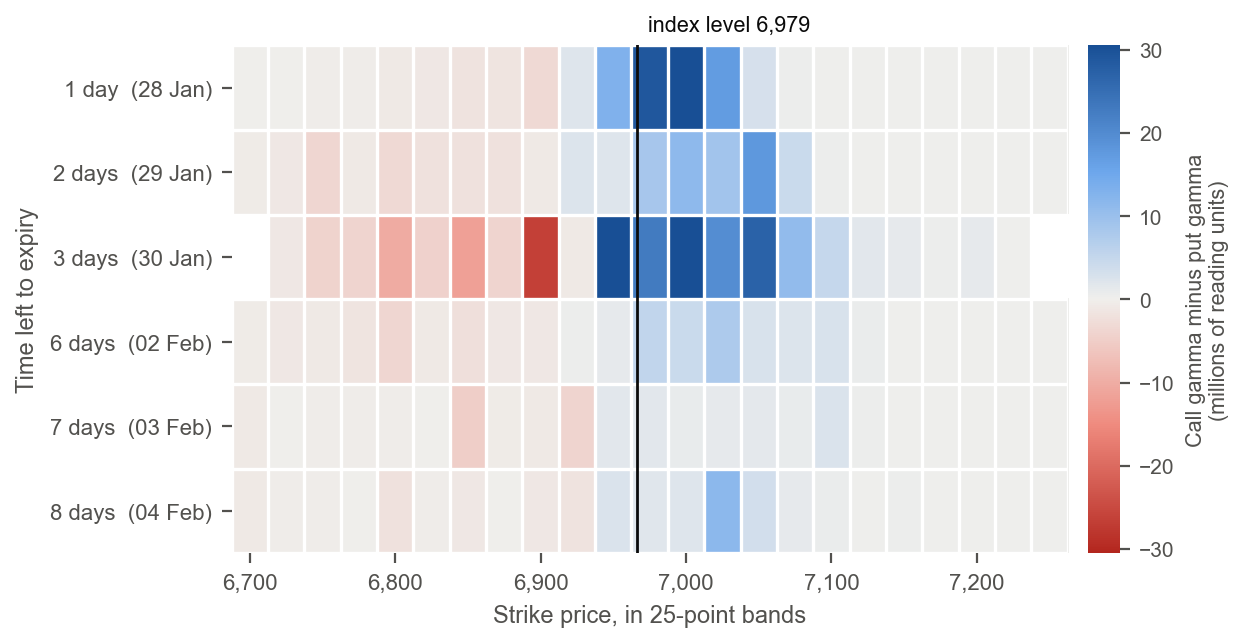 index level 6,979
1 day (28 Jan)
2 days (29 Jan)
3 days (30 Jan)
6 days (02 Feb)
7 days (03 Feb)
8 days (04 Feb)
Time left to expiry
6,700
6,800
6,900
7,000
7,100
7,200
Strike price, in 25-point bands
30
20
10
0
−10
−20
−30
Call gamma minus put gamma
(millions of reading units)